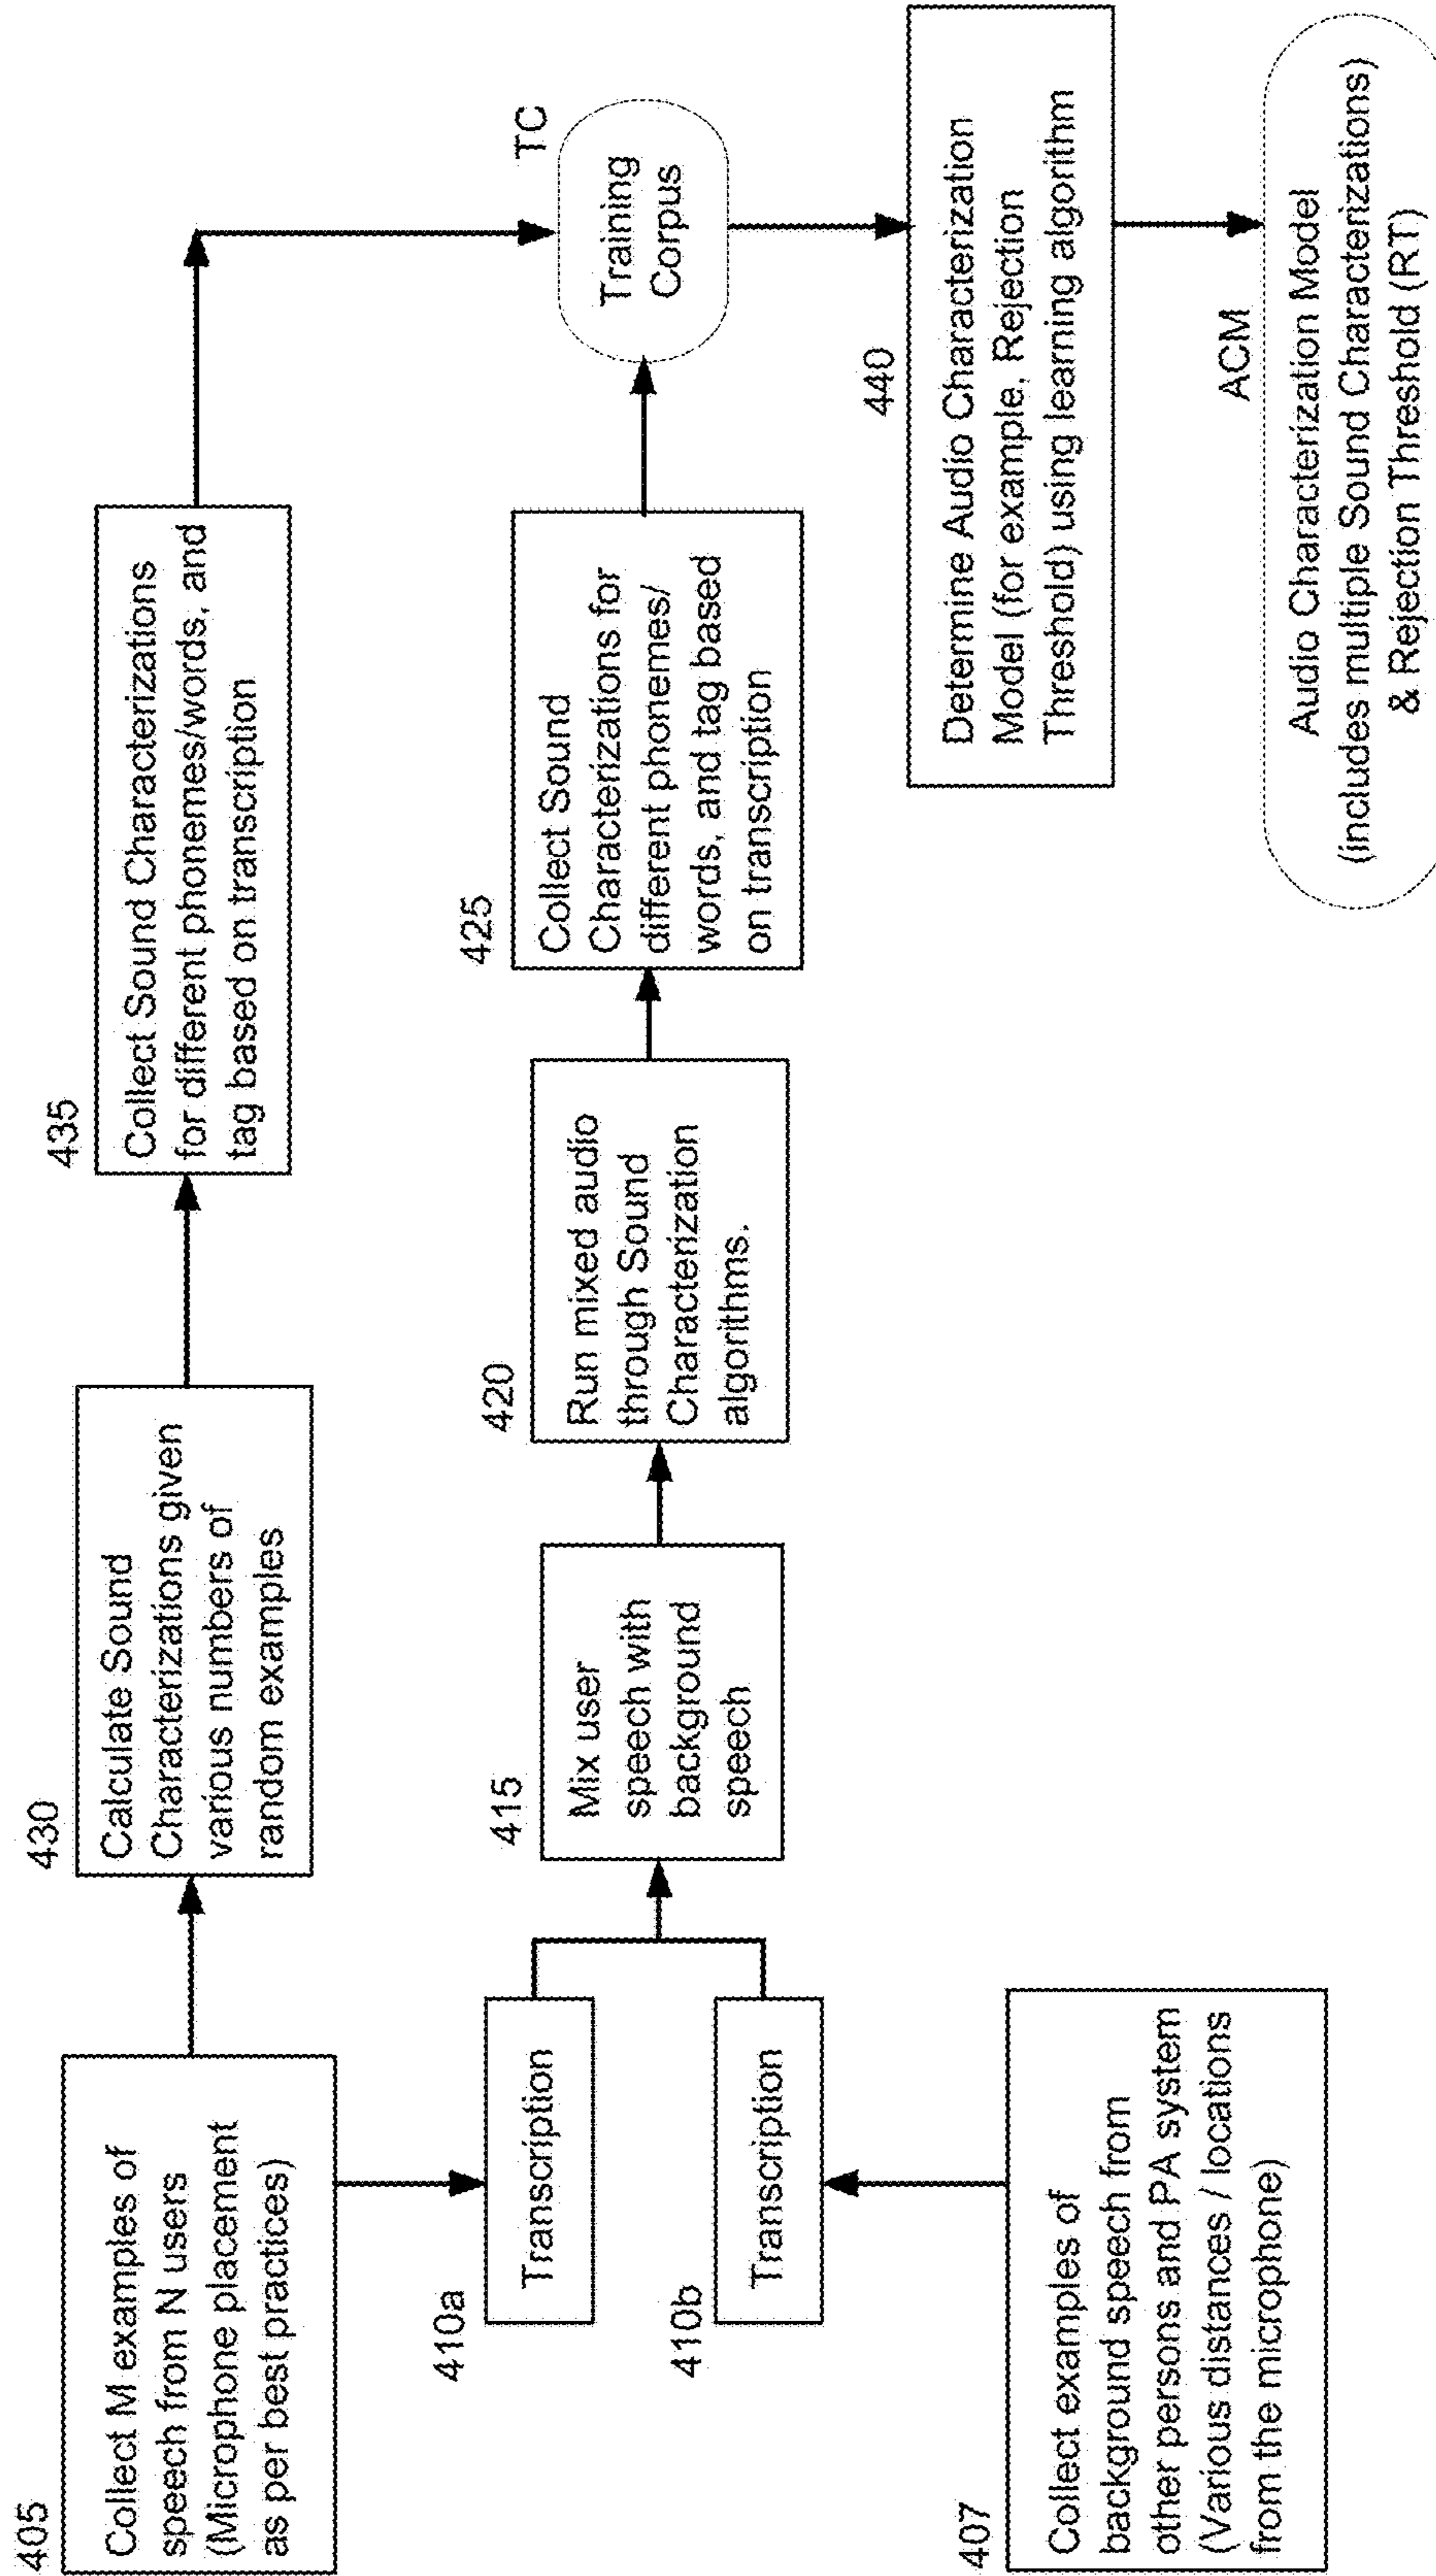 405
Collect M examples of
speech from N users
(Microphone placement
as per best practices)
430
Calculate Sound
Characterizations given
various numbers of
random examples
435
Collect Sound Characterizations
for different phonemes/words, and
tag based on transcription
410a
Transcription
410b
Transcription
415
Mix user
speech with
background
speech
420
Run mixed audio
through Sound
Characterization
algorithms.
425
Collect Sound
Characterizations for
different phonemes/
words, and tag based
on transcription
TC
Training
Corpus
407
Collect examples of
background speech from
other persons and PA system
(Various distances / locations
from the microphone)
440
Determine Audio Characterization
Model (for example, Rejection
Threshold) using learning algorithm
ACM
Audio Characterization Model
(includes multiple Sound Characterizations)
& Rejection Threshold (RT)